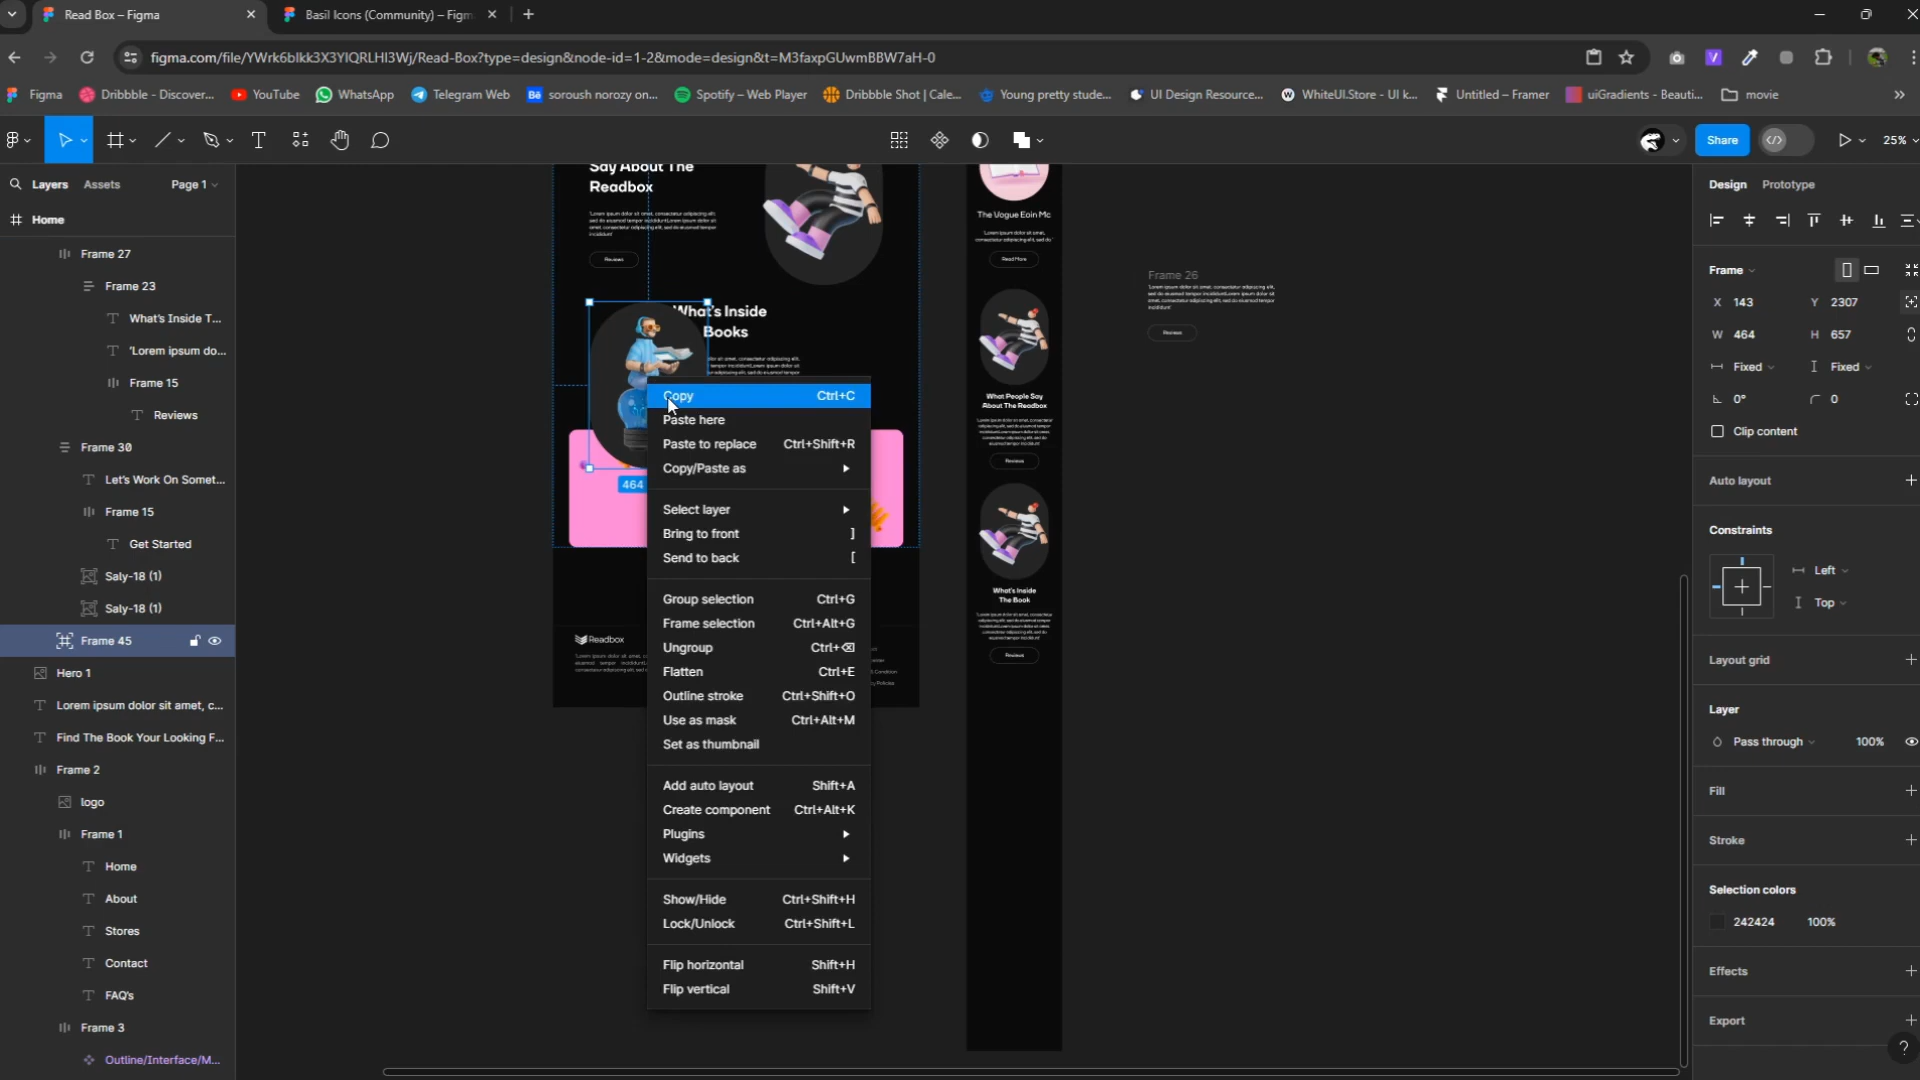 Read Box – Figma
Basil Icons (Community) – Figm
figma.com/file/YWrk6blkk3X3YlQRLHI3Wj/Read-Box?type=design&node-id=1-2&mode=design&t=M3faxpGUwmBBW7aH-0
Figma
Dribbble - Discover...
YouTube
WhatsApp
Telegram Web
soroush norozy on...
Spotify – Web Player
Dribbble Shot | Cale...
Young pretty stude...
UI Design Resource...
WhiteUI.Store - UI k...
Untitled – Framer
uiGradients - Beauti...
movie
Share
25%
Layers
Assets
Page 1
Home
Frame 27
Frame 23
What's Inside T...
'Lorem ipsum do...
Frame 15
Reviews
Frame 30
Let's Work On Somet...
Frame 15
Get Started
Saly-18 (1)
Saly-18 (1)
Frame 45
Hero 1
Lorem ipsum dolor sit amet, c...
Find The Book Your Looking F...
Frame 2
logo
Frame 1
Home
About
Stores
Contact
FAQ's
Frame 3
Outline/Interface/M...
Say About The
Readbox
Reviews
What's Inside
Books
464
Readbox
Copy Ctrl+C
Paste here
Paste to replace Ctrl+Shift+R
Copy/Paste as
Select layer
Bring to front ]
Send to back [
Group selection Ctrl+G
Frame selection Ctrl+Alt+G
Ungroup Ctrl+⌫
Flatten Ctrl+E
Outline stroke Ctrl+Shift+O
Use as mask Ctrl+Alt+M
Set as thumbnail
Add auto layout Shift+A
Create component Ctrl+Alt+K
Plugins
Widgets
Show/Hide Ctrl+Shift+H
Lock/Unlock Ctrl+Shift+L
Flip horizontal Shift+H
Flip vertical Shift+V
The Vogue Eoin Mc
Read More
What People Say
About The Readbox
Reviews
What's Inside
The Book
Reviews
Frame 26
Reviews
Design
Prototype
Frame
X 143 Y 2307
W 464 H 657
Fixed Fixed
0° 0
Clip content
Auto layout
Constraints
Left
Top
Layout grid
Layer
Pass through 100%
Fill
Stroke
Selection colors
242424 100%
Effects
Export
?